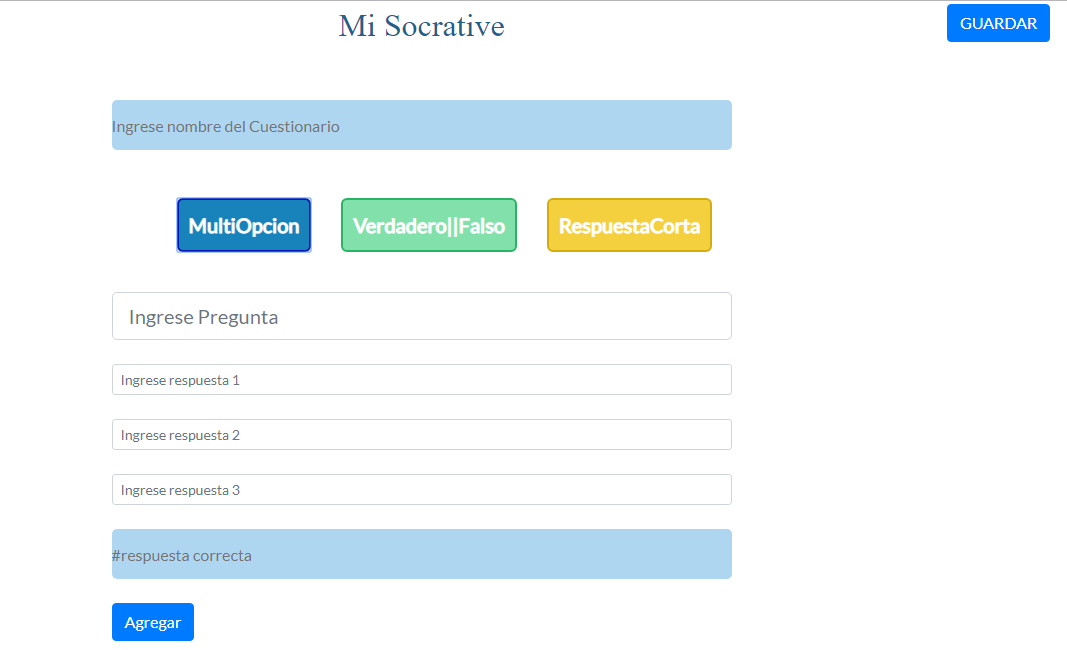 Mi Socrative
GUARDAR
Ingrese nombre del Cuestionario
MultiOpcion
Verdadero||Falso
RespuestaCorta
Ingrese Pregunta
Ingrese respuesta 1
Ingrese respuesta 2
Ingrese respuesta 3
#respuesta correcta
Agregar